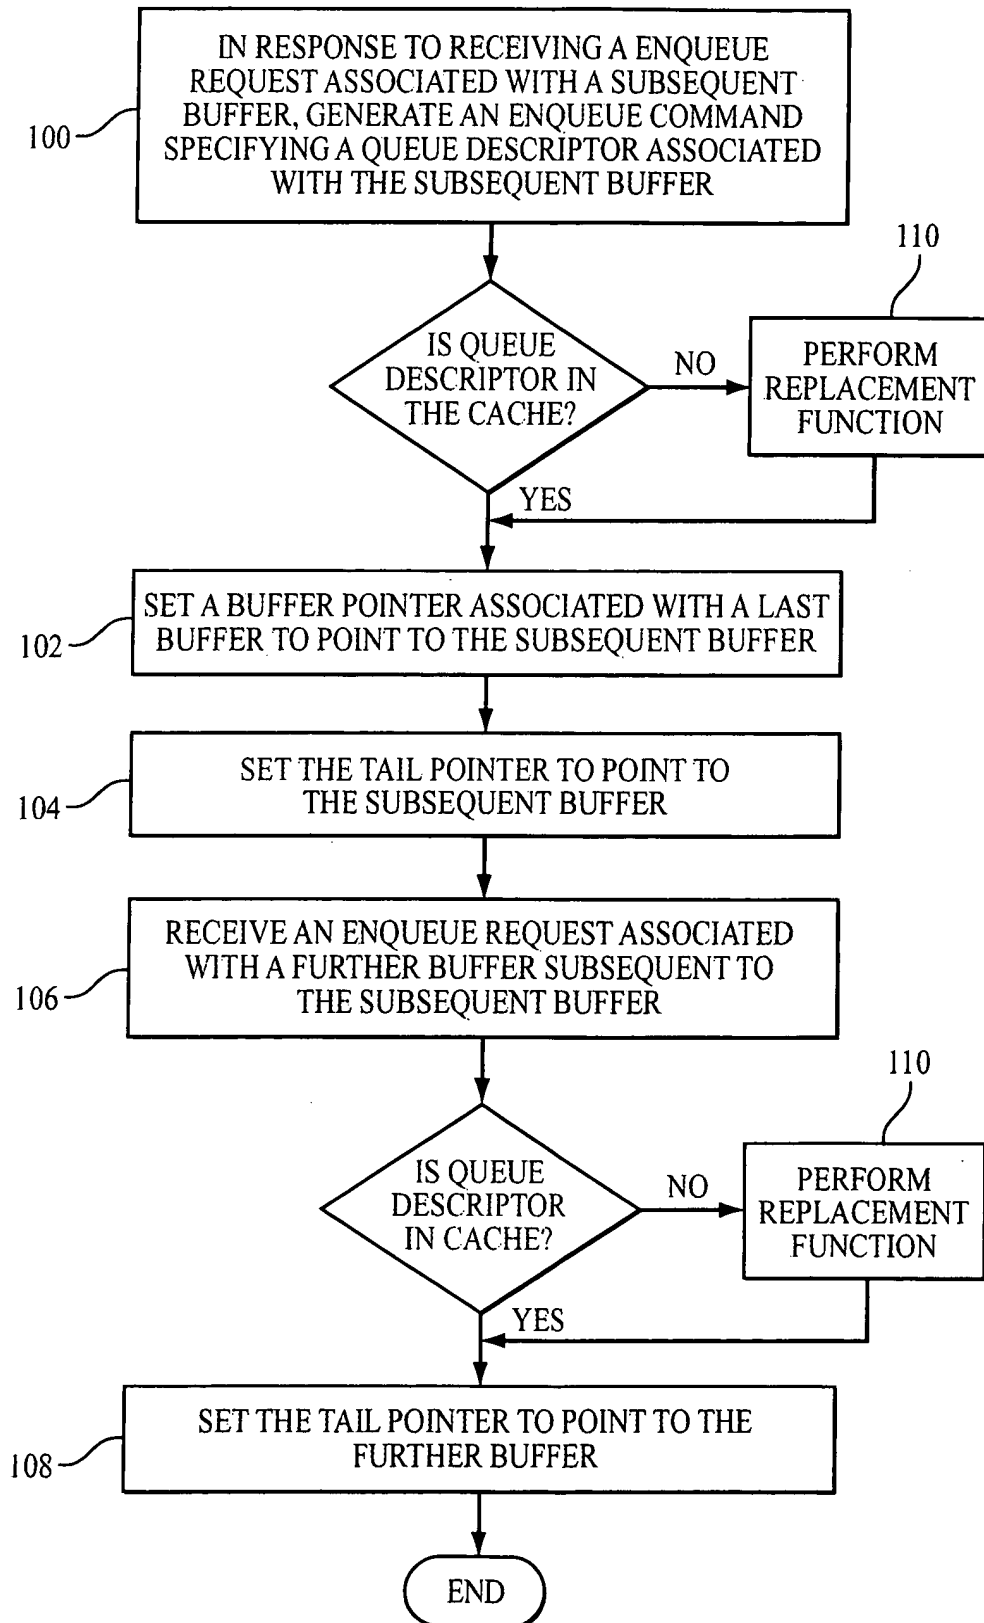 IN RESPONSE TO RECEIVING A ENQUEUE
REQUEST ASSOCIATED WITH A SUBSEQUENT
BUFFER, GENERATE AN ENQUEUE COMMAND
SPECIFYING A QUEUE DESCRIPTOR ASSOCIATED
WITH THE SUBSEQUENT BUFFER
100
110
IS QUEUE
DESCRIPTOR IN
THE CACHE?
NO
PERFORM
REPLACEMENT
FUNCTION
YES
SET A BUFFER POINTER ASSOCIATED WITH A LAST
BUFFER TO POINT TO THE SUBSEQUENT BUFFER
102
SET THE TAIL POINTER TO POINT TO
THE SUBSEQUENT BUFFER
104
RECEIVE AN ENQUEUE REQUEST ASSOCIATED
WITH A FURTHER BUFFER SUBSEQUENT TO
THE SUBSEQUENT BUFFER
106
110
IS QUEUE
DESCRIPTOR
IN CACHE?
NO
PERFORM
REPLACEMENT
FUNCTION
YES
SET THE TAIL POINTER TO POINT TO THE
FURTHER BUFFER
108
END